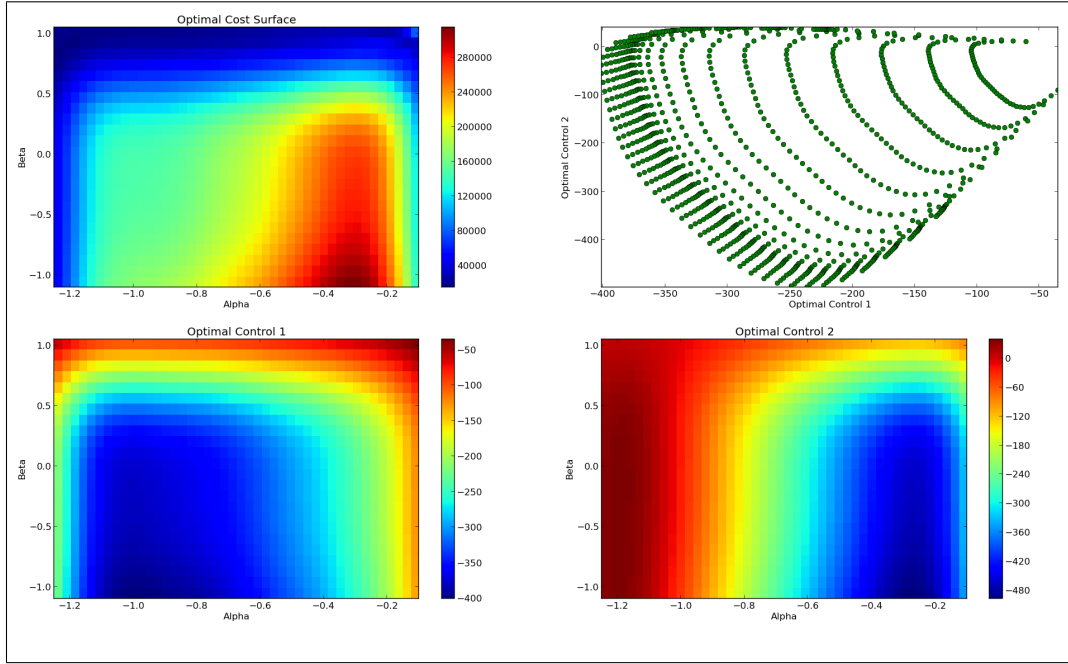 Optimal Cost Surface
1.0
0.5
0.0
−0.5
−1.0
Beta
−1.2 −1.0 −0.8 −0.6 −0.4 −0.2
Alpha
280000
240000
200000
160000
120000
80000
40000
0
−100
−200
−300
−400
Optimal Control 2
−400 −350 −300 −250 −200 −150 −100 −50
Optimal Control 1
Optimal Control 1
1.0
0.5
0.0
−0.5
−1.0
Beta
−1.2 −1.0 −0.8 −0.6 −0.4 −0.2
Alpha
−50
−100
−150
−200
−250
−300
−350
−400
Optimal Control 2
1.0
0.5
0.0
−0.5
−1.0
Beta
−1.2 −1.0 −0.8 −0.6 −0.4 −0.2
Alpha
0
−60
−120
−180
−240
−300
−360
−420
−480